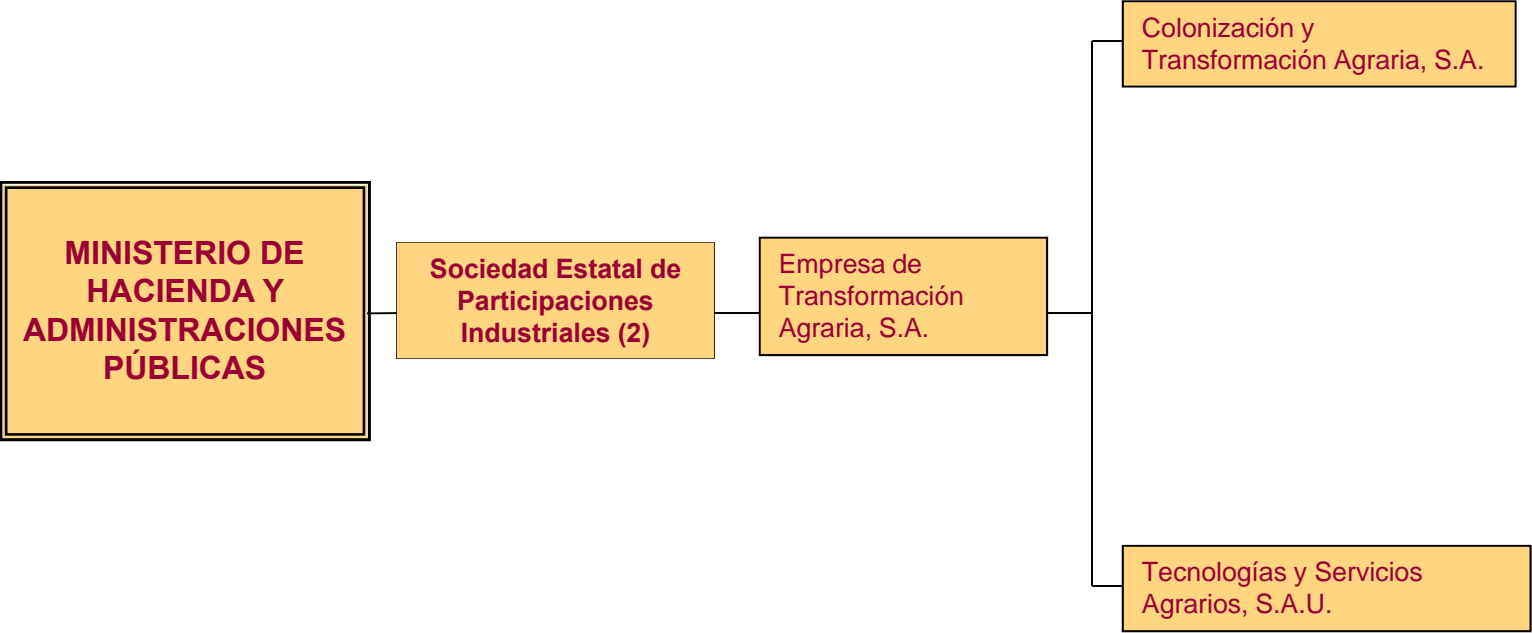 Colonización y
Transformación Agraria, S.A.
MINISTERIO DE
HACIENDA Y
ADMINISTRACIONES
PÚBLICAS
Sociedad Estatal de
Participaciones
Industriales (2)
Empresa de
Transformación
Agraria, S.A.
Tecnologías y Servicios
Agrarios, S.A.U.